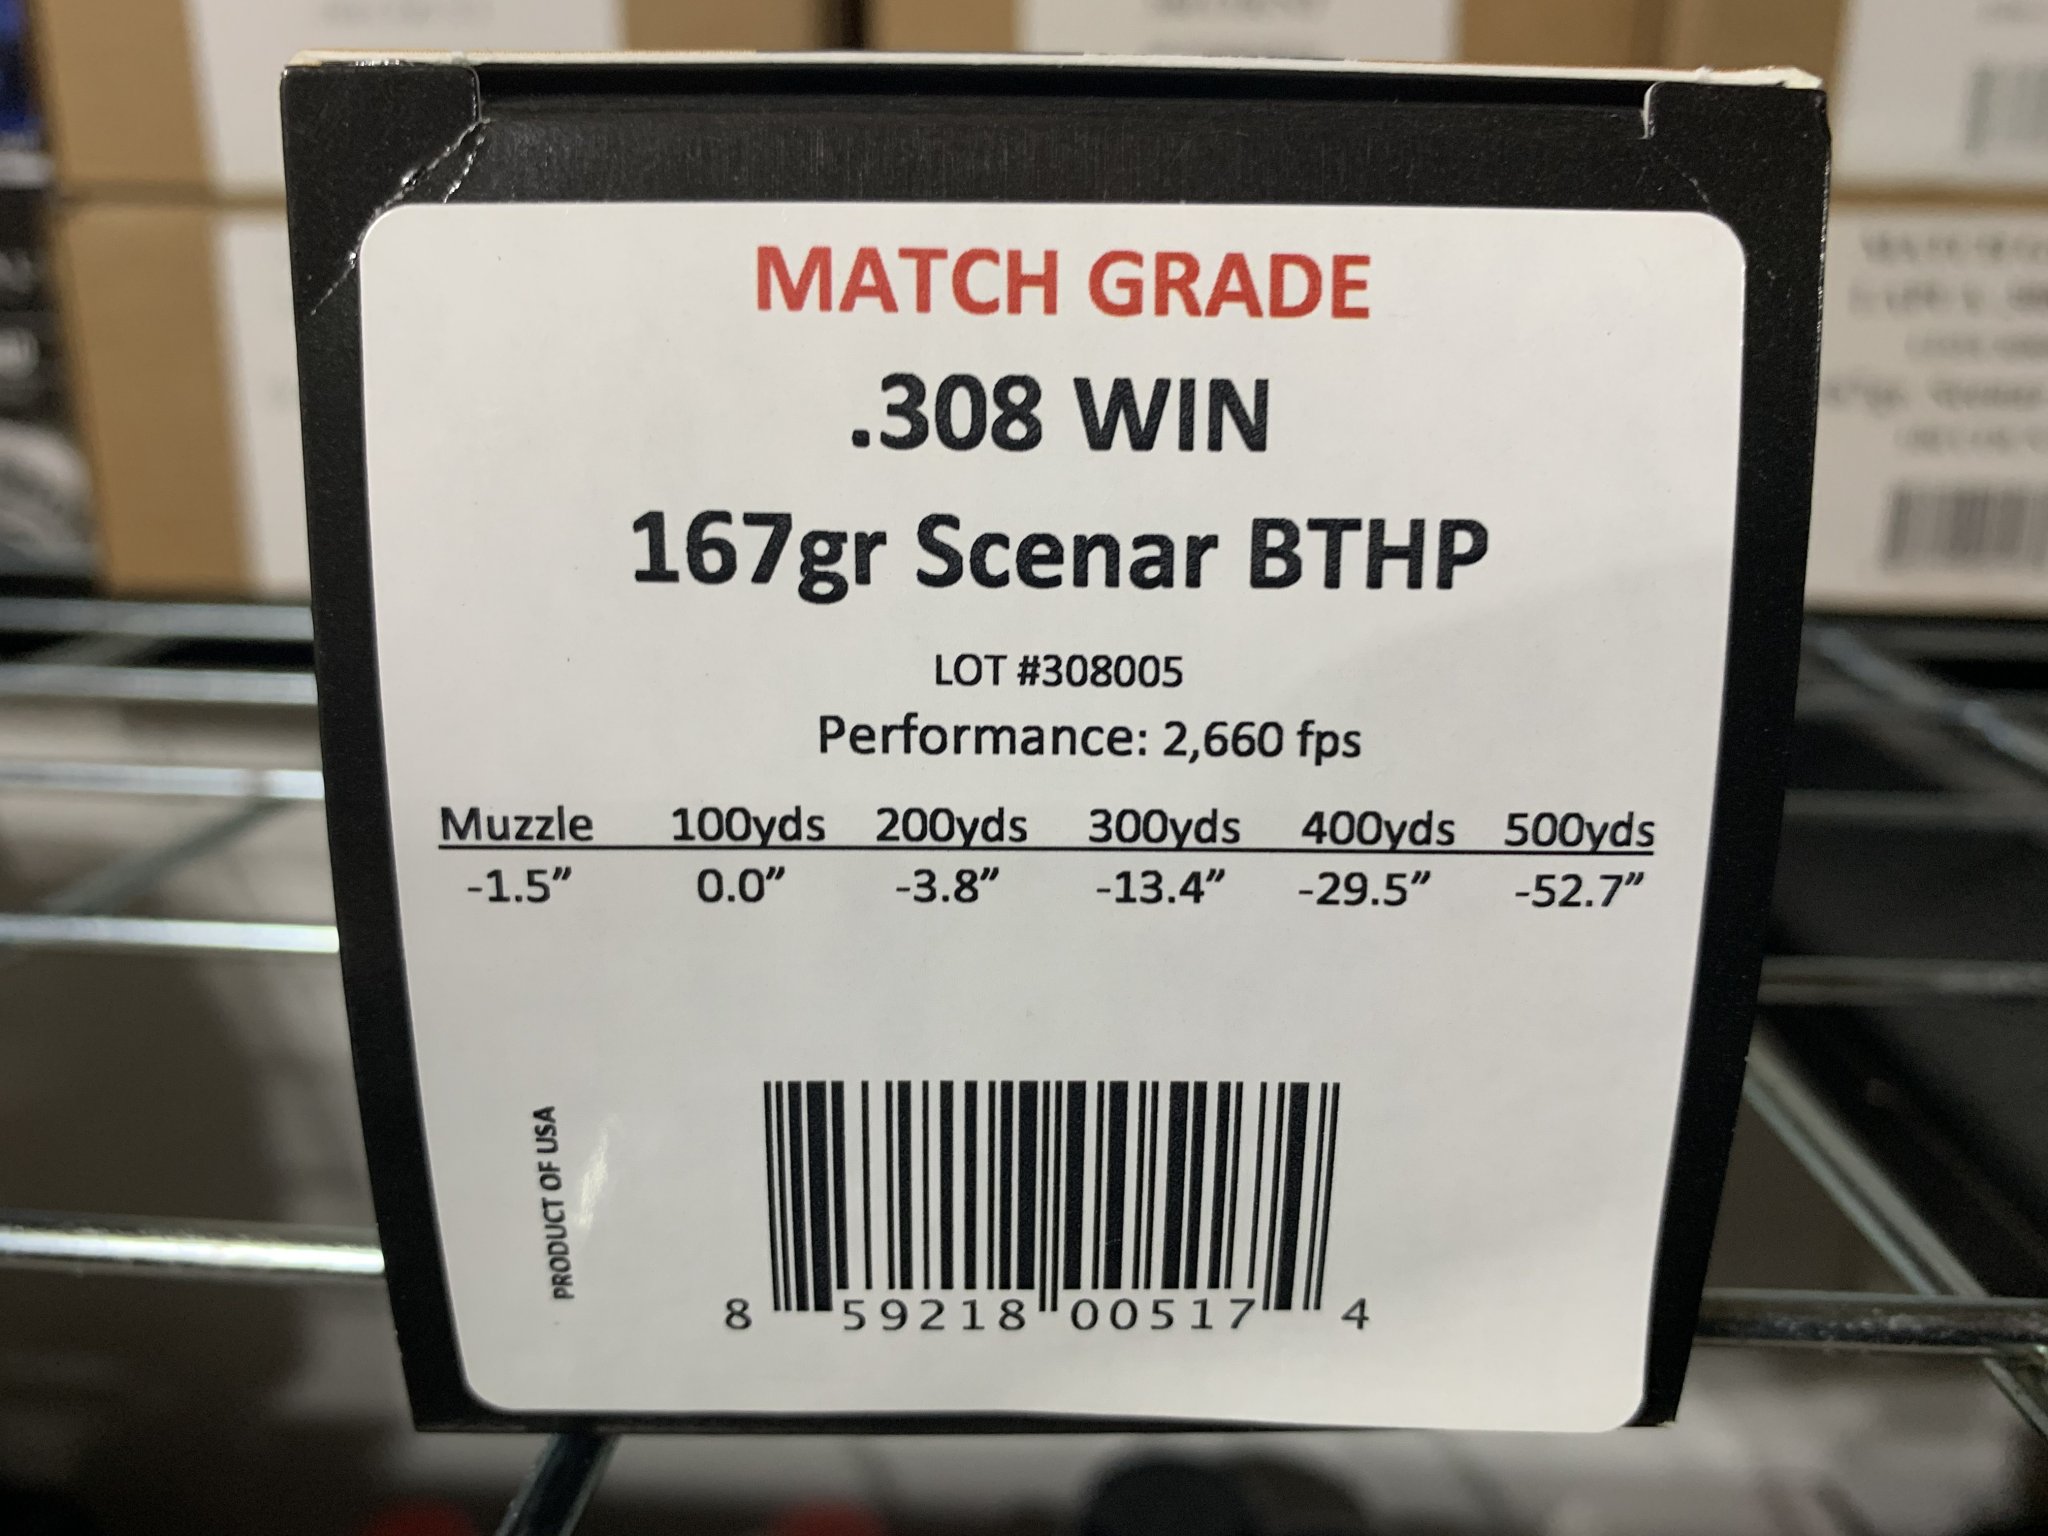 MATCH GRADE
.308 WIN
167gr Scenar BTHP
LOT #308005
Performance: 2,660 fps
Muzzle 100yds 200yds 300yds 400yds 500yds
-1.5” 0.0” -3.8” -13.4” -29.5” -52.7”
PRODUCT OF USA
8 59218 00517 4